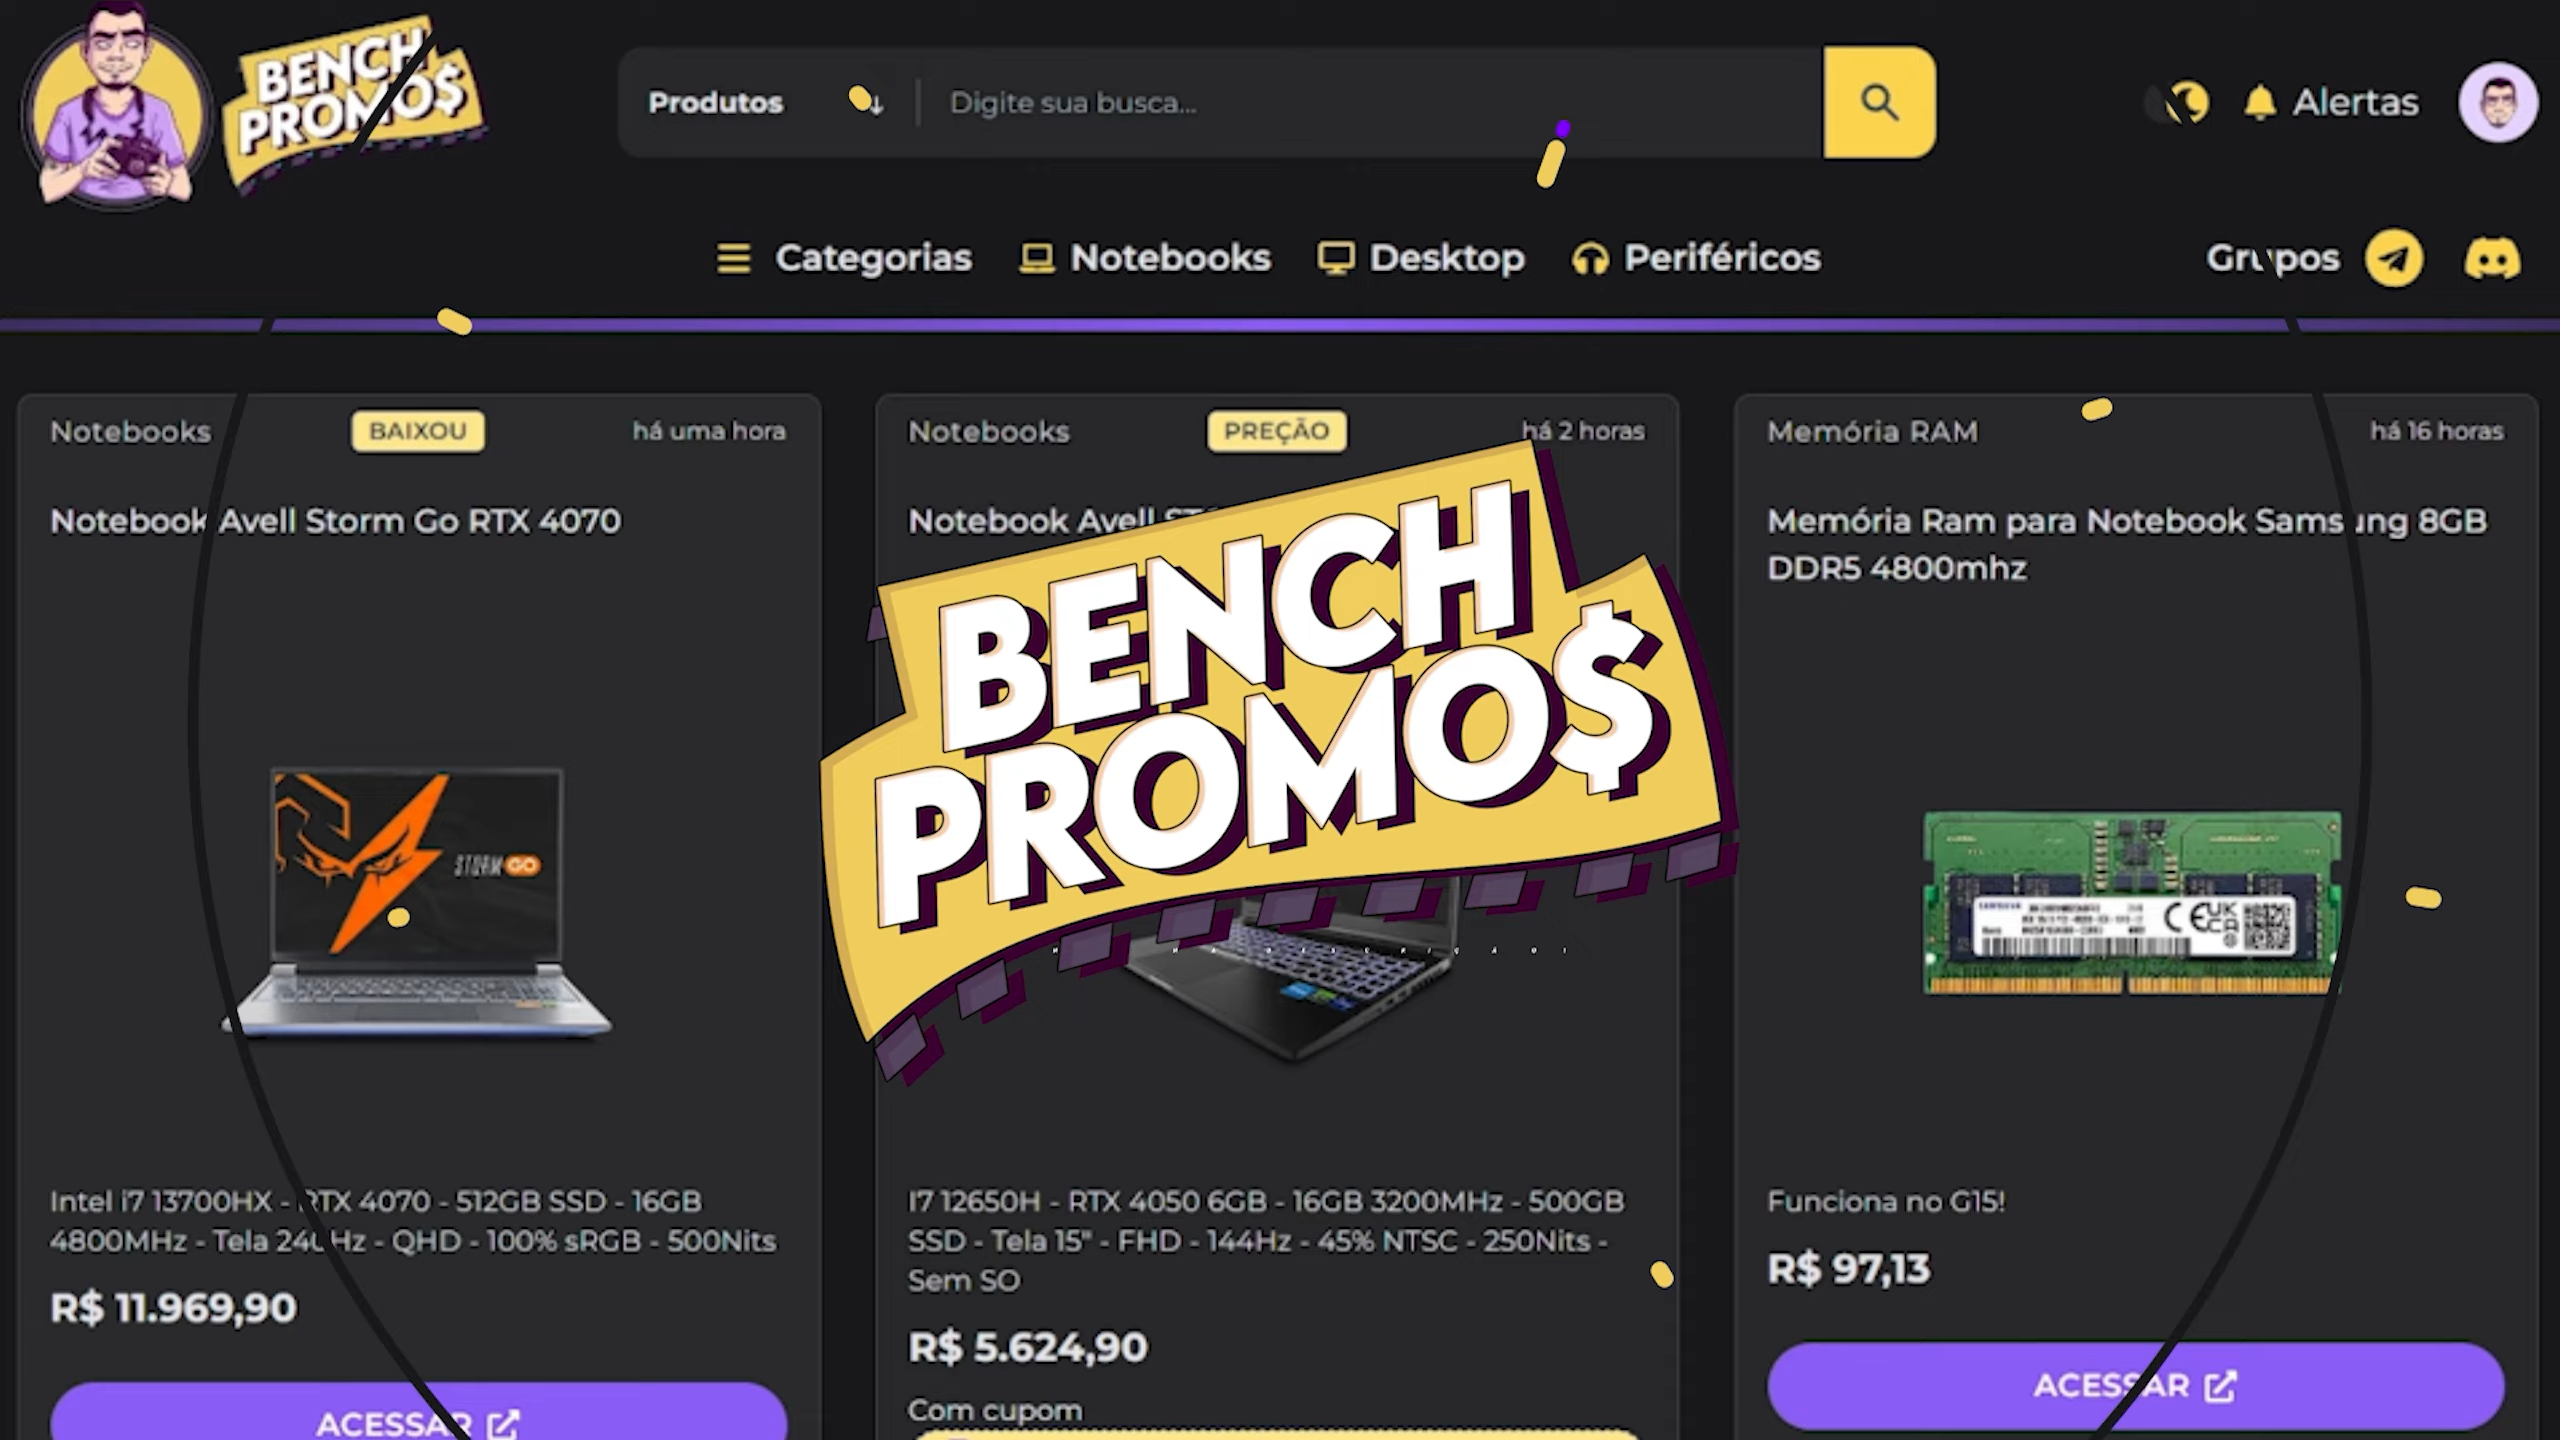 BENCH
PROMO$
Produtos
Digite sua busca...
Alertas
Categorias
Notebooks
Desktop
Periféricos
Grupos
Notebooks
BAIXOU
há uma hora
Notebook Avell Storm Go RTX 4070
STORM GO
Intel i7 13700HX - RTX 4070 - 512GB SSD - 16GB
4800MHz - Tela 240Hz - QHD - 100% sRGB - 500Nits
R$ 11.969,90
ACESSAR
Notebooks
PREÇÃO
há 2 horas
Notebook Avell
BENCH
PROMO$
I7 12650H - RTX 4050 6GB - 16GB 3200MHz - 500GB
SSD - Tela 15" - FHD - 144Hz - 45% NTSC - 250Nits -
Sem SO
R$ 5.624,90
Com cupom
Memória RAM
há 16 horas
Memória Ram para Notebook Samsung 8GB
DDR5 4800mhz
Funciona no G15!
R$ 97,13
ACESSAR